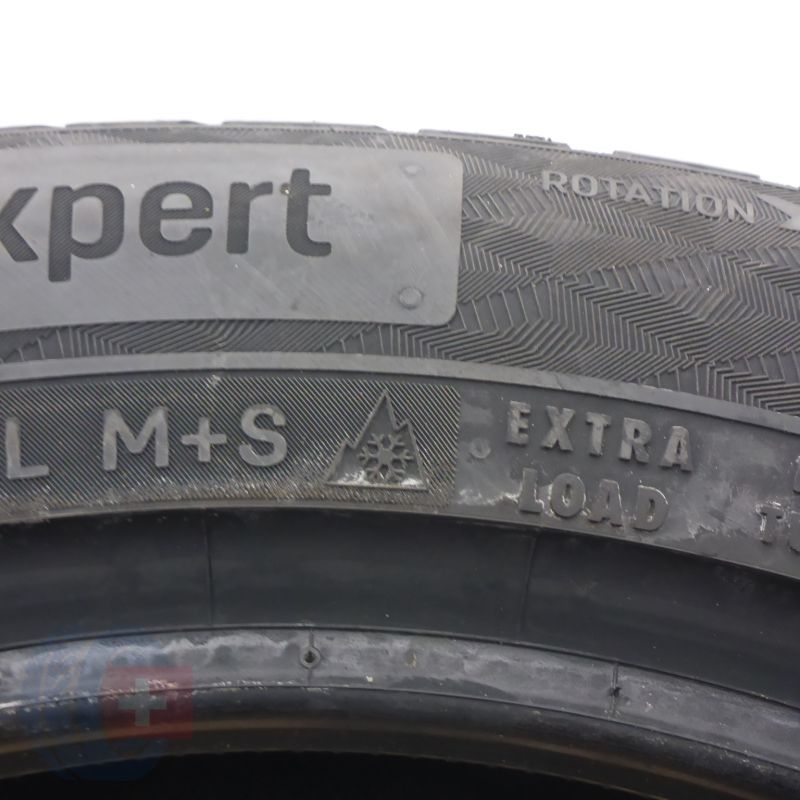 xpert
ROTATION
L M+S
EXTRA
LOAD